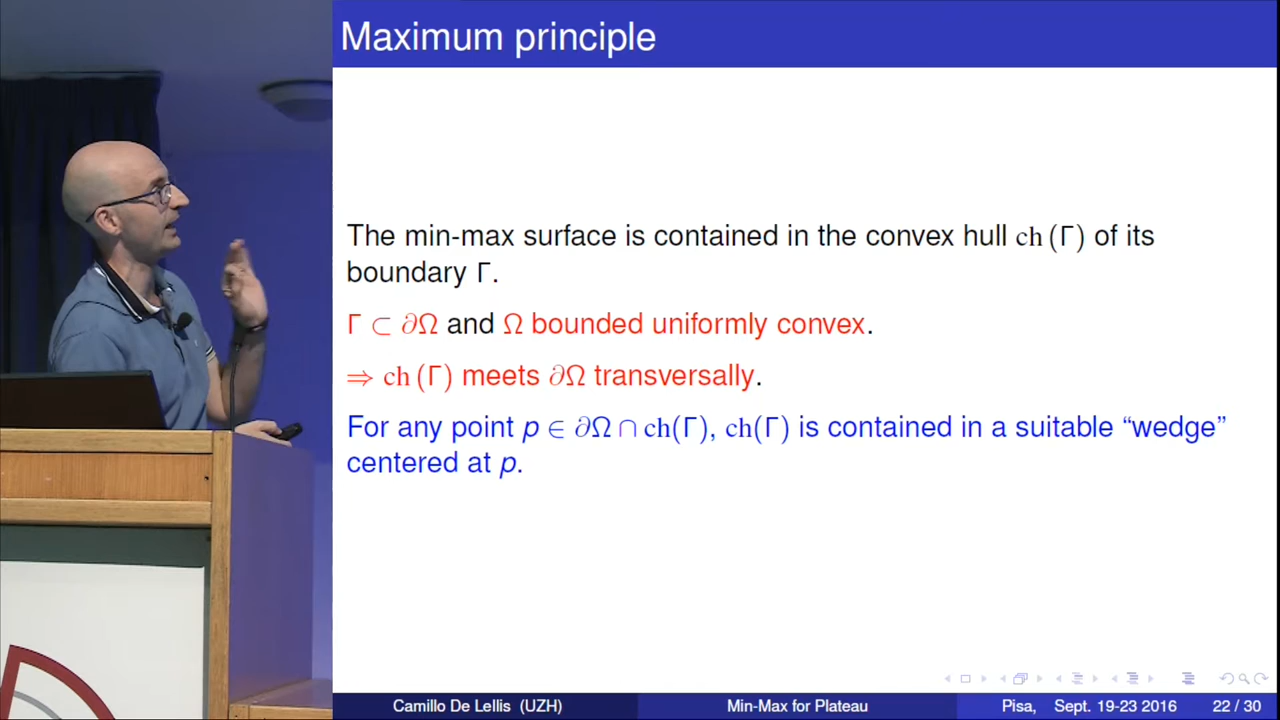 Maximum principle
The min-max surface is contained in the convex hull ch (Γ) of its
boundary Γ.
Γ ⊂ ∂Ω and Ω bounded uniformly convex.
⇒ ch (Γ) meets ∂Ω transversally.
For any point p ∈ ∂Ω ∩ ch(Γ), ch(Γ) is contained in a suitable “wedge”
centered at p.
Camillo De Lellis (UZH) Min-Max for Plateau Pisa, Sept. 19-23 2016 22 / 30